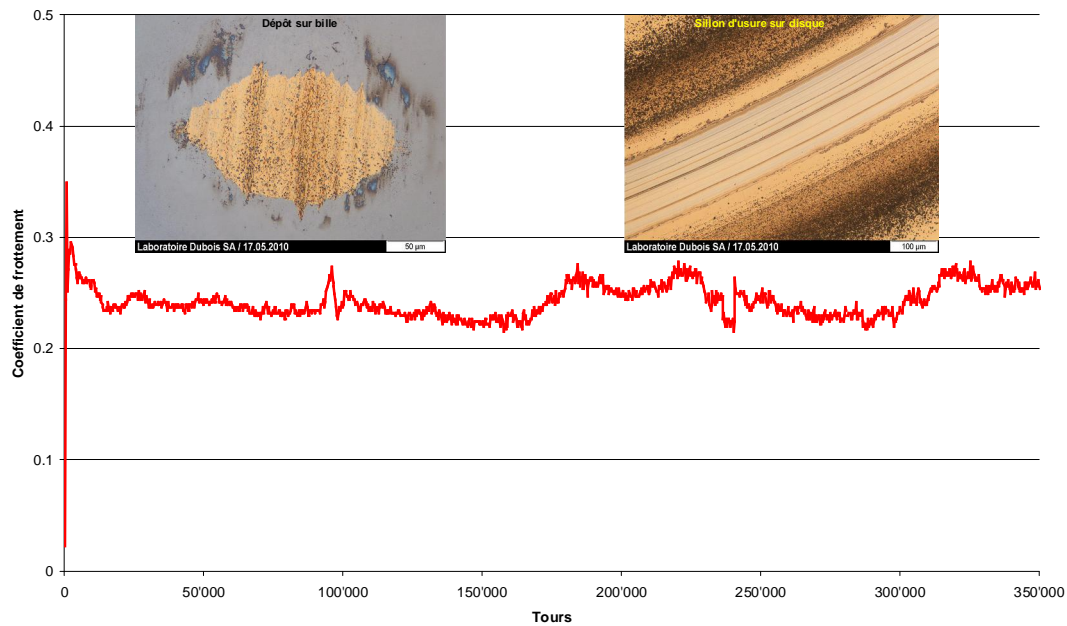 Dépôt sur bille
Laboratoire Dubois SA / 17.05.2010
50 µm
Sillon d'usure sur disque
Laboratoire Dubois SA / 17.05.2010
100 µm
Coefficient de frottement
0.5
0.4
0.3
0.2
0.1
0
0
50'000
100'000
150'000
200'000
250'000
300'000
350'000
Tours